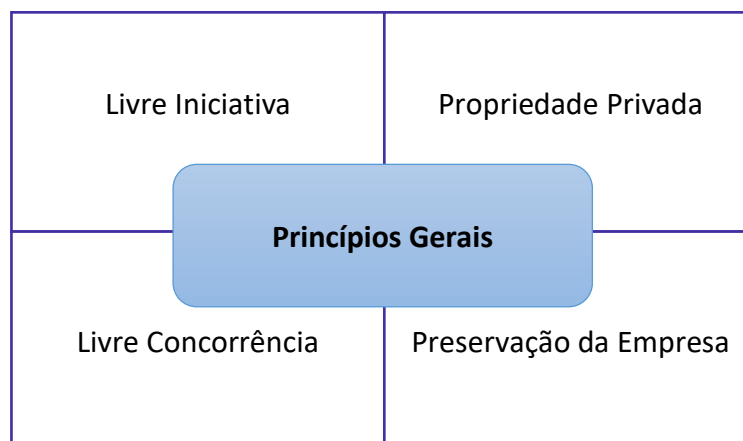 Livre Iniciativa
Propriedade Privada
Princípios Gerais
Livre Concorrência
Preservação da Empresa